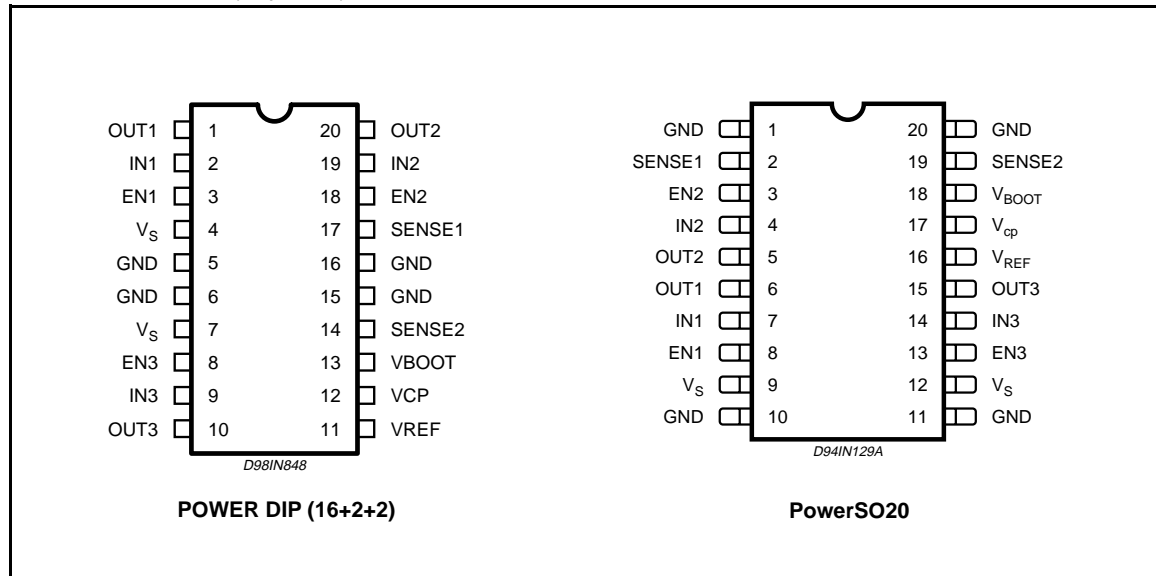 OUT1 1 20 OUT2
IN1 2 19 IN2
EN1 3 18 EN2
VS 4 17 SENSE1
GND 5 16 GND
GND 6 15 GND
VS 7 14 SENSE2
EN3 8 13 VBOOT
IN3 9 12 VCP
OUT3 10 11 VREF
D98IN848
POWER DIP (16+2+2)
GND 1 20 GND
SENSE1 2 19 SENSE2
EN2 3 18 VBOOT
IN2 4 17 Vcp
OUT2 5 16 VREF
OUT1 6 15 OUT3
IN1 7 14 IN3
EN1 8 13 EN3
VS 9 12 VS
GND 10 11 GND
D94IN129A
PowerSO20